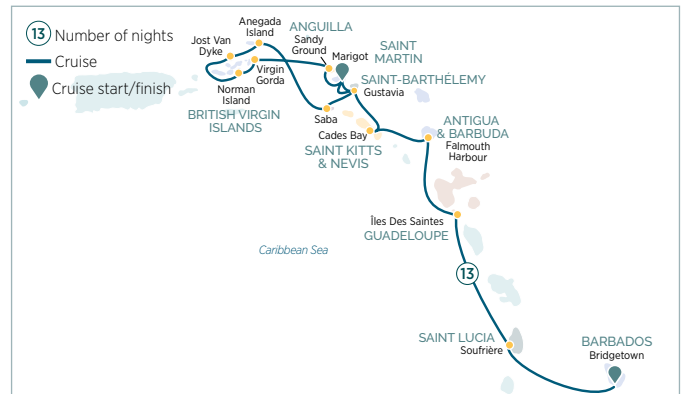 13 Number of nights
Cruise
Cruise start/finish
Jost Van
Dyke
Anegada
Island
ANGUILLA
Sandy
Ground
Marigot
SAINT
MARTIN
Virgin
Gorda
Norman
Island
BRITISH VIRGIN
ISLANDS
SAINT-BARTHÉLEMY
Gustavia
Saba
Cades Bay
SAINT KITTS
& NEVIS
ANTIGUA
& BARBUDA
Falmouth
Harbour
Îles Des Saintes
GUADELOUPE
Caribbean Sea
13
SAINT LUCIA
Soufrière
BARBADOS
Bridgetown